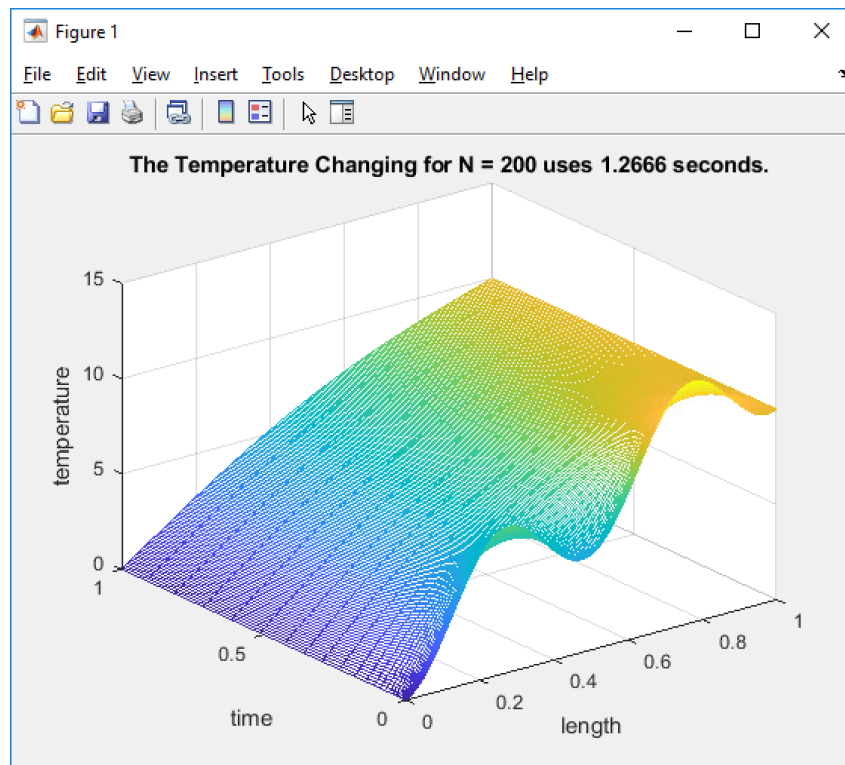 Figure 1
File Edit View Insert Tools Desktop Window Help
The Temperature Changing for N = 200 uses 1.2666 seconds.
15
10
5
0
temperature
1
0.5
0
time
0
0.2
0.4
0.6
0.8
1
length